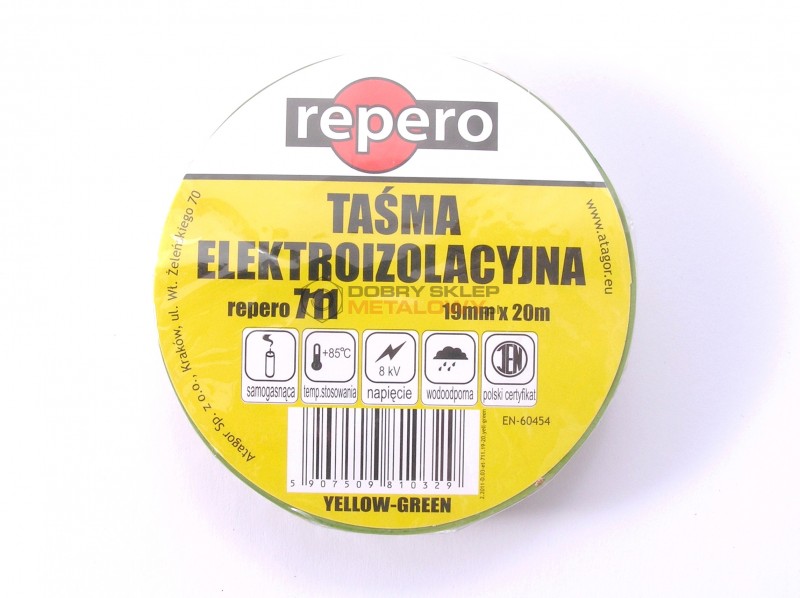 repero
TAŚMA
ELEKTROIZOLACYJNA
repero 711
19mm x 20m
DOBRY SKLEP
METALOWY
+85°C
8 kV
JEN
samogasnąca
temp.stosowania
napięcie
wodoodporna
polski certyfikat
EN-60454
5 907509 810329
YELLOW-GREEN
Atagor Sp. z o.o., Kraków, ul. Wł. Żeleńskiego 70
www.atagor.eu